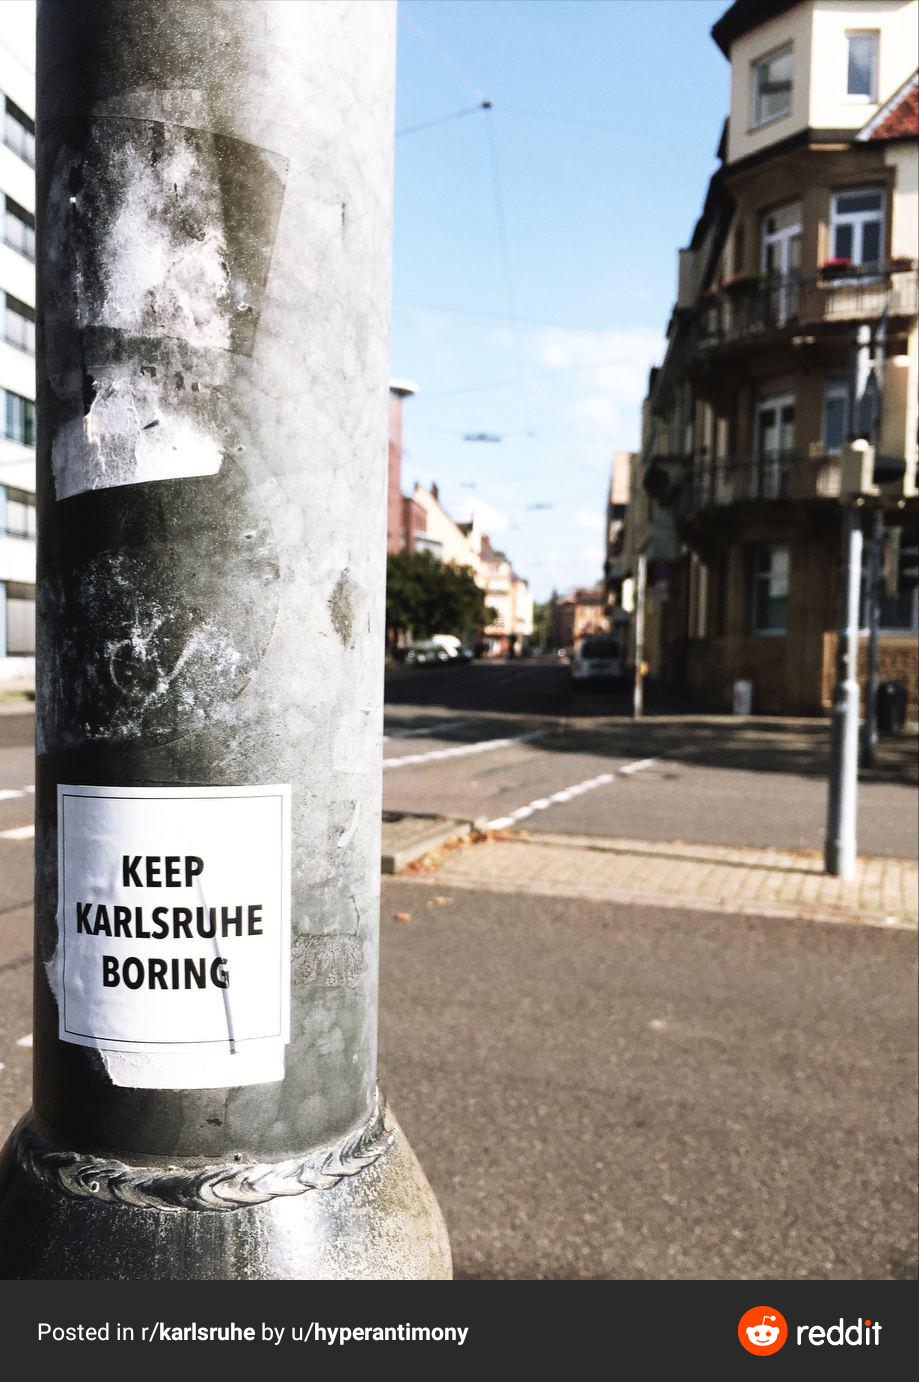 KEEP
KARLSRUHE
BORING
Posted in r/karlsruhe by u/hyperantimony
reddit